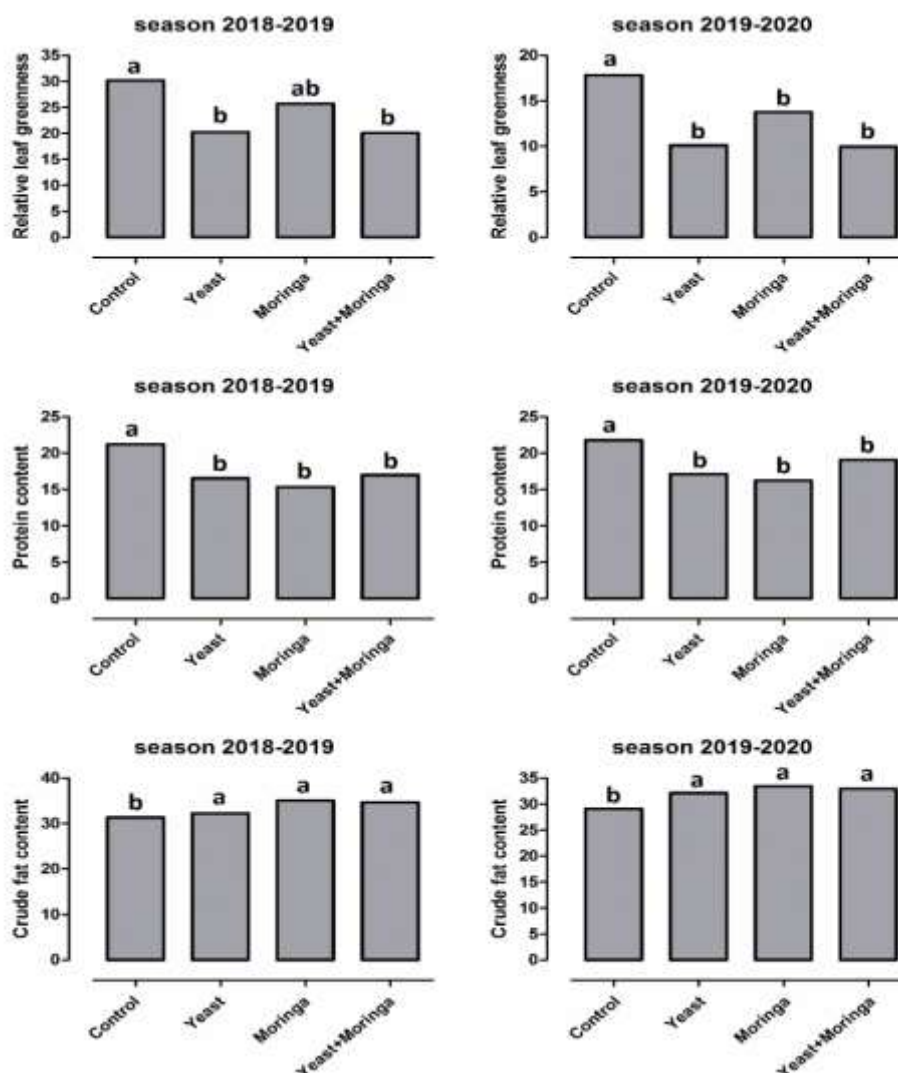 season 2018-2019
Relative leaf greenness
35
30
25
20
15
10
5
0
a
b
ab
b
Control
Yeast
Moringa
Yeast+Moringa
season 2019-2020
Relative leaf greenness
20
15
10
5
0
a
b
b
b
Control
Yeast
Moringa
Yeast+Moringa
season 2018-2019
Protein content
25
20
15
10
5
0
a
b
b
b
Control
Yeast
Moringa
Yeast+Moringa
season 2019-2020
Protein content
25
20
15
10
5
0
a
b
b
b
Control
Yeast
Moringa
Yeast+Moringa
season 2018-2019
Crude fat content
40
30
20
10
0
b
a
a
a
Control
Yeast
Moringa
Yeast+Moringa
season 2019-2020
Crude fat content
35
30
25
20
15
10
5
0
b
a
a
a
Control
Yeast
Moringa
Yeast+Moringa